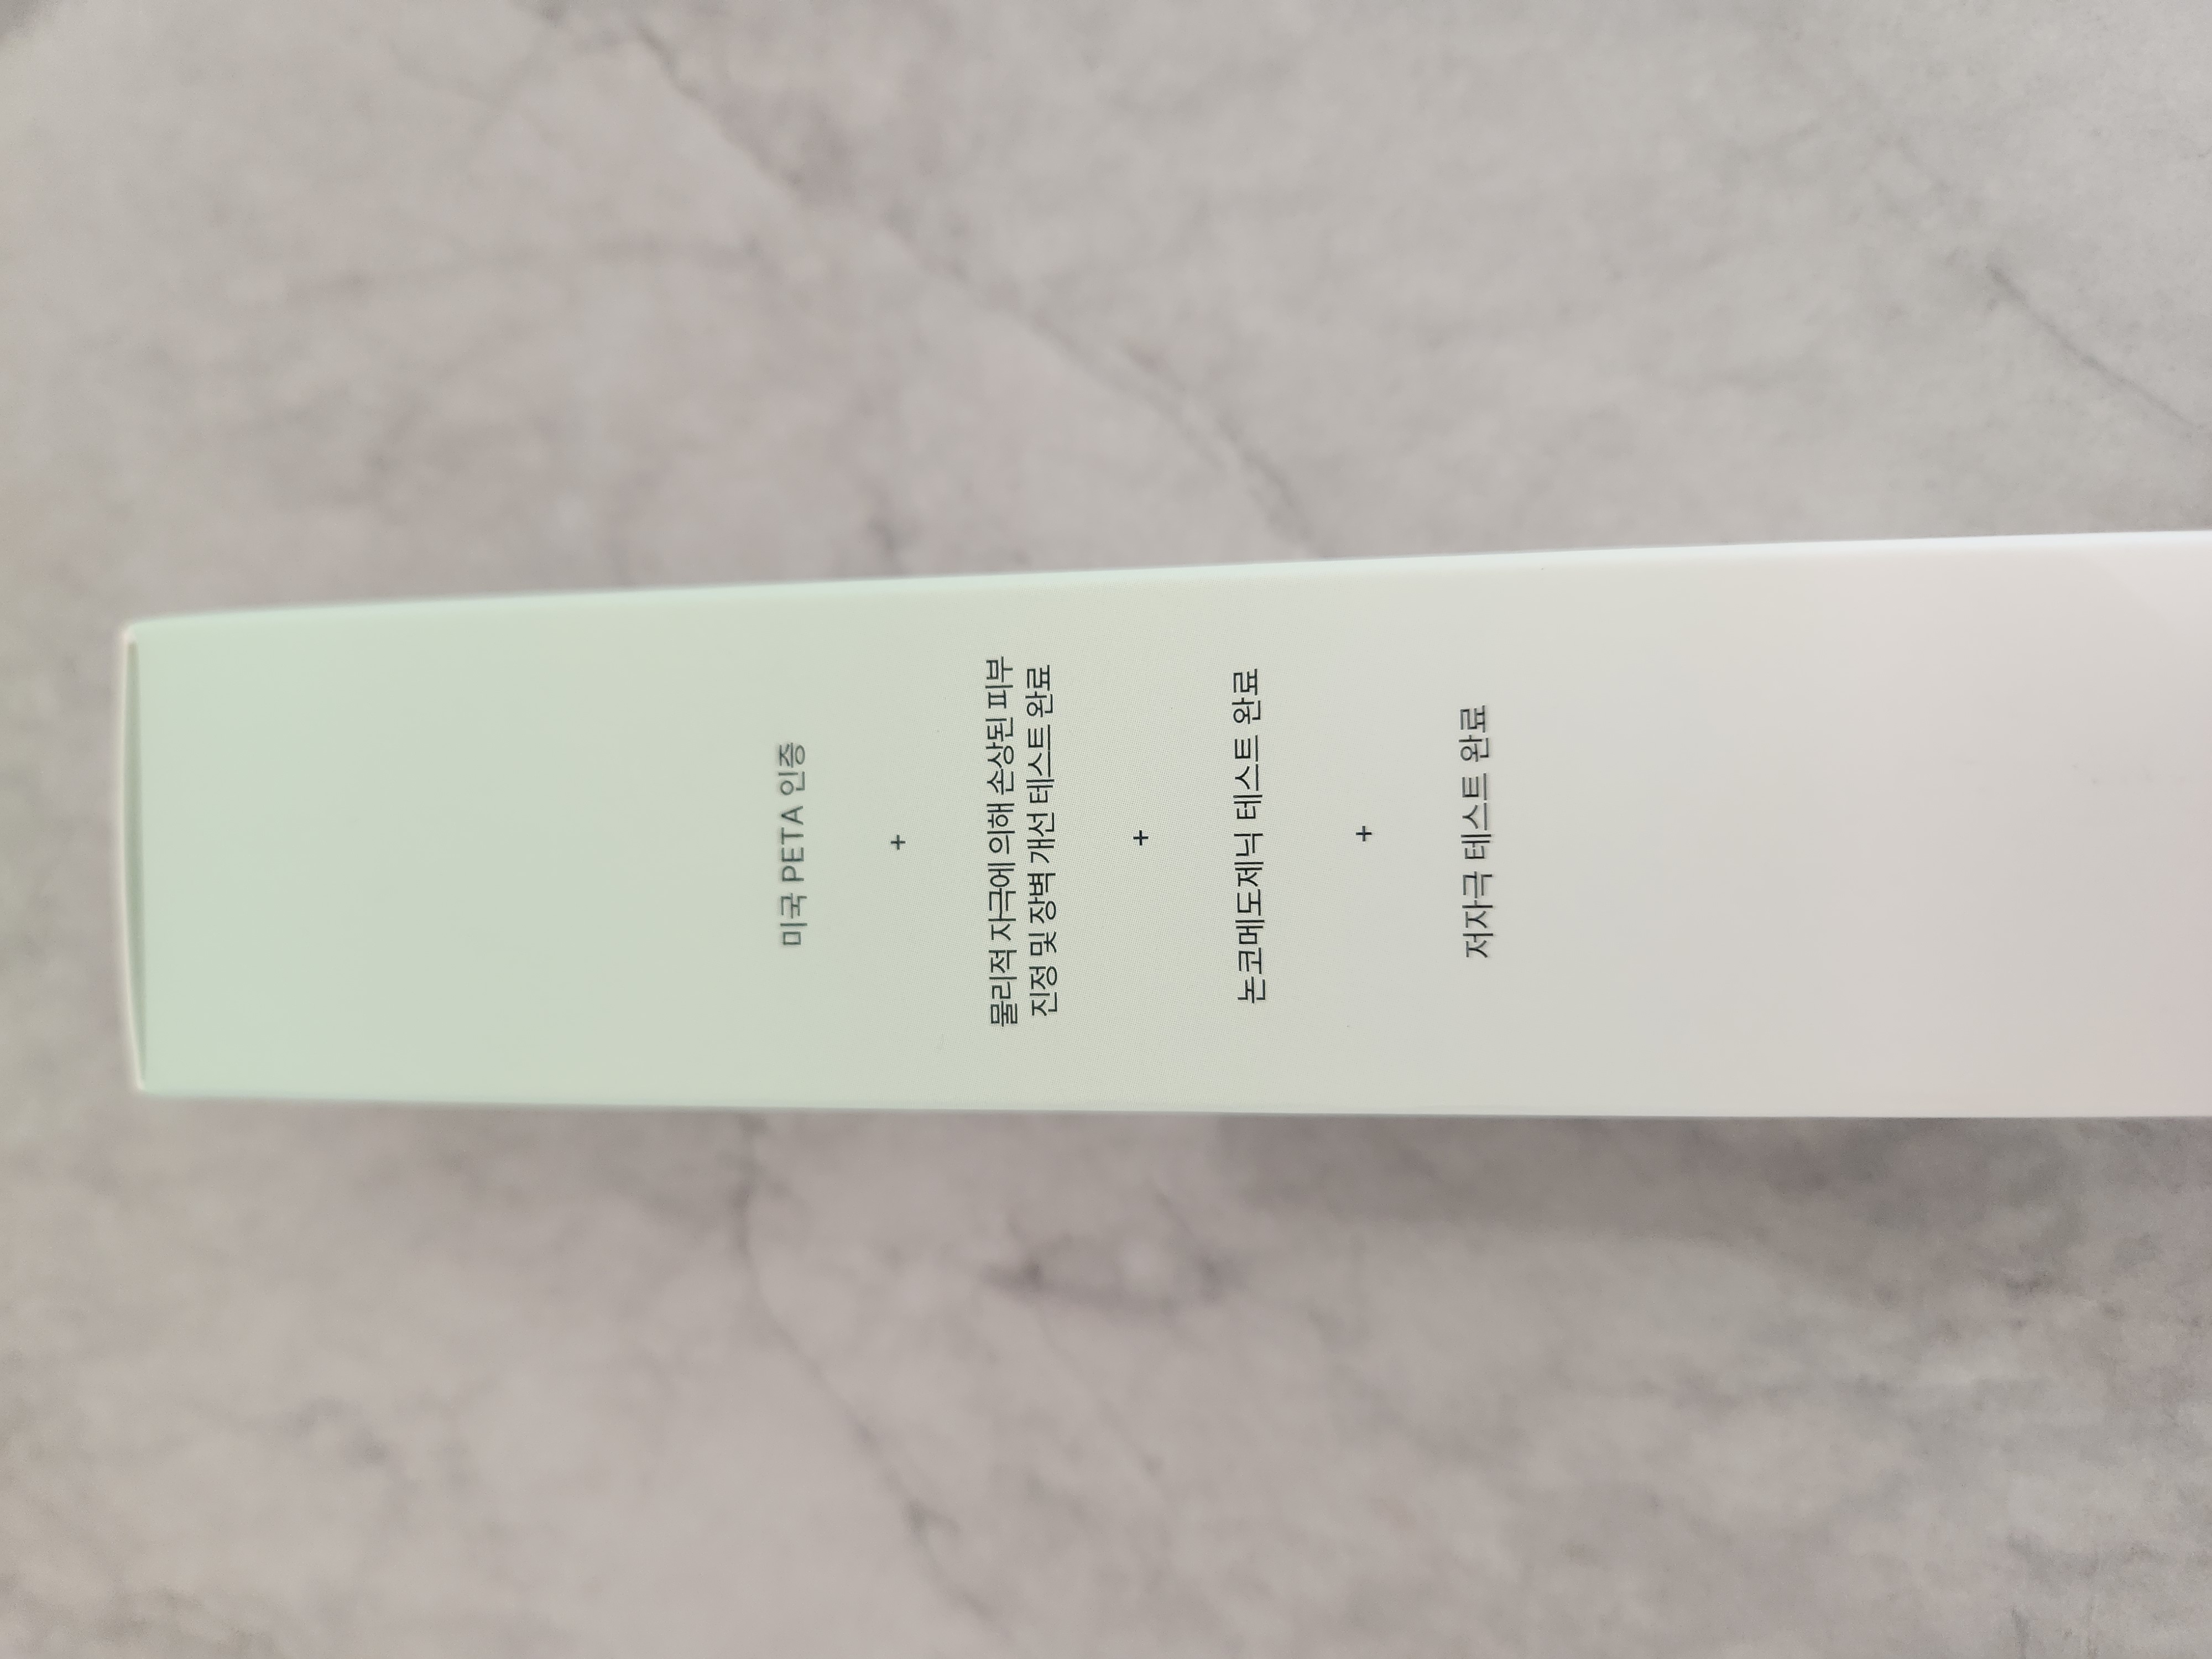 미국 PETA 인증
+
물리적 자극에 의해 손상된 피부
진정 및 장벽 개선 테스트 완료
+
논코메도제닉 테스트 완료
+
저자극 테스트 완료